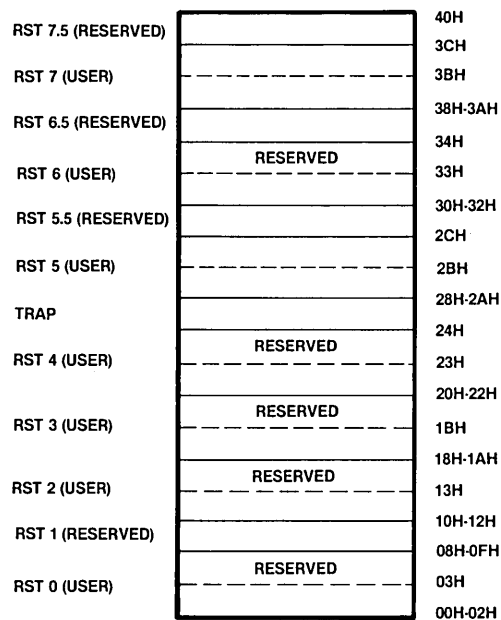 40H
RST 7.5 (RESERVED)
3CH
RST 7 (USER) 3BH
38H-3AH
RST 6.5 (RESERVED)
34H
RESERVED
RST 6 (USER) 33H
30H-32H
RST 5.5 (RESERVED)
2CH
RST 5 (USER) 2BH
28H-2AH
TRAP
24H
RESERVED
RST 4 (USER) 23H
20H-22H
RESERVED
RST 3 (USER) 1BH
18H-1AH
RESERVED
RST 2 (USER) 13H
10H-12H
RST 1 (RESERVED)
08H-0FH
RESERVED
RST 0 (USER) 03H
00H-02H